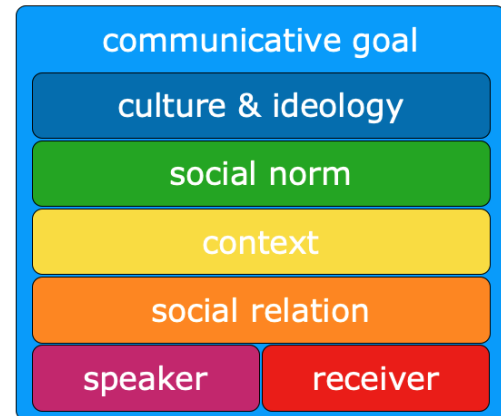 communicative goal
culture & ideology
social norm
context
social relation
speaker receiver